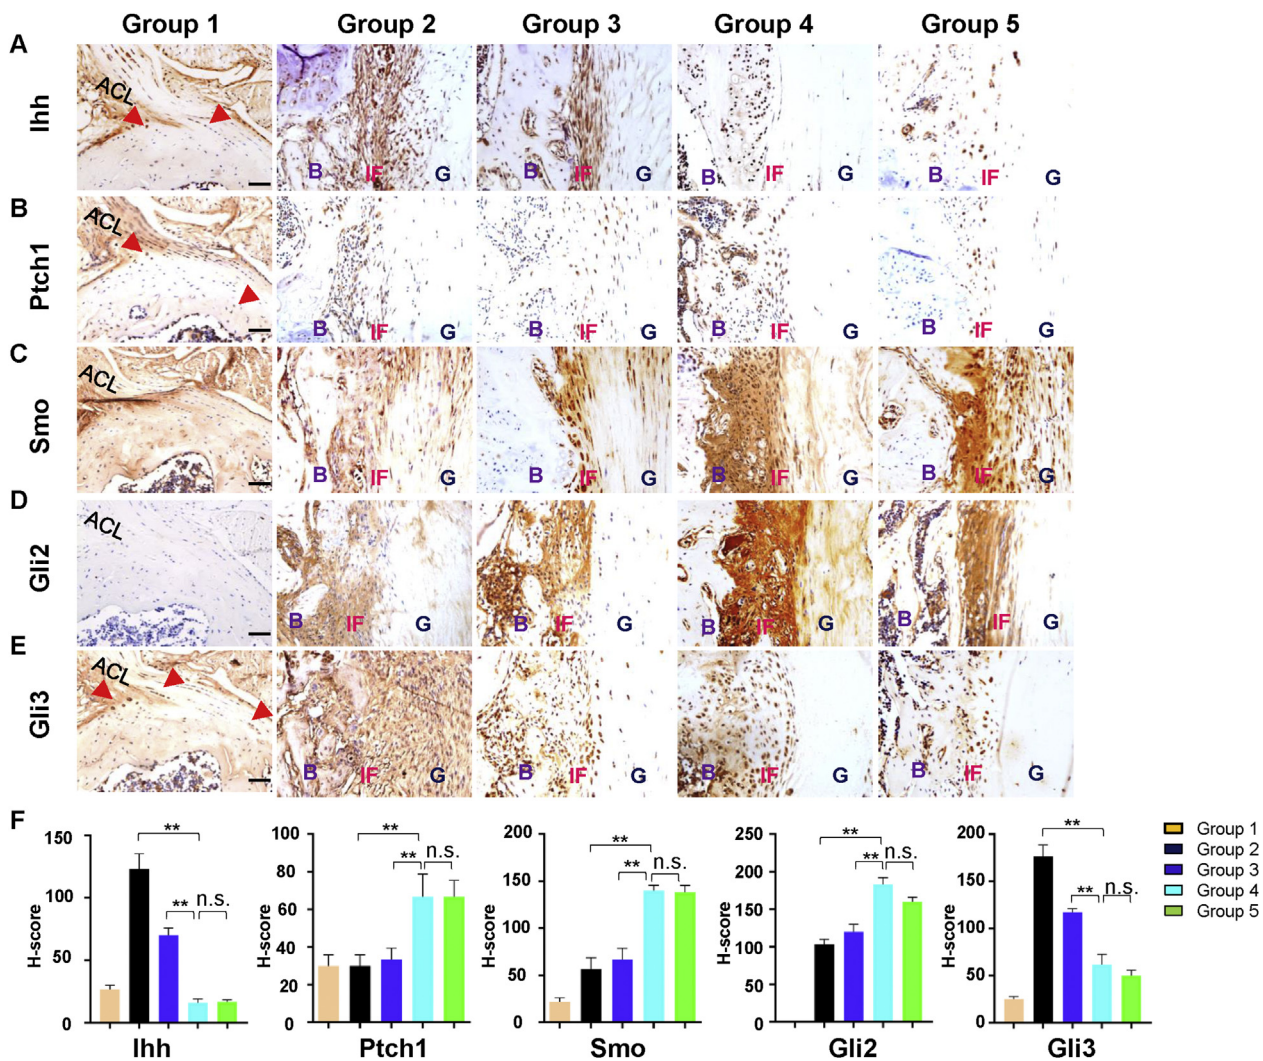 Group 1 Group 2 Group 3 Group 4 Group 5
A
Ihh
ACL
B IF G
B IF G
B IF G
B IF G
B
Ptch1
ACL
B IF G
B IF G
B IF G
B IF G
C
Smo
ACL
B IF G
B IF G
B IF G
B IF G
D
Gli2
ACL
B IF G
B IF G
B IF G
B IF G
E
Gli3
ACL
B IF G
B IF G
B IF G
B IF G
F
H-score
150
100
50
0
**
** n.s.
Ihh
H-score
100
80
60
40
20
0
**
** n.s.
Ptch1
H-score
200
150
100
50
0
**
** n.s.
Smo
H-score
250
200
150
100
50
0
**
** n.s.
Gli2
H-score
200
150
100
50
0
**
** n.s.
Gli3
Group 1
Group 2
Group 3
Group 4
Group 5